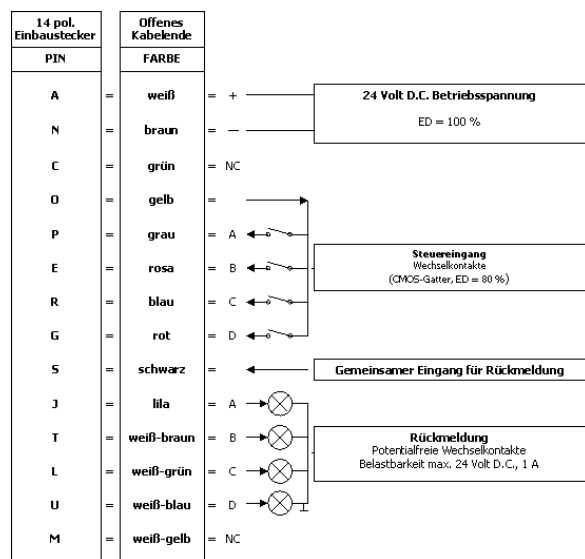 14 pol.
Einbaustecker
Offenes
Kabelende
PIN
FARBE
A = weiß = +
24 Volt D.C. Betriebsspannung
ED = 100 %
N = braun = —
C = grün = NC
O = gelb =
P = grau = A
E = rosa = B
Steuereingang
Wechselkontakte
(CMOS-Gatter, ED = 80 %)
R = blau = C
G = rot = D
S = schwarz =
Gemeinsamer Eingang für Rückmeldung
J = lila = A
T = weiß-braun = B
Rückmeldung
Potentialfreie Wechselkontakte
Belastbarkeit max. 24 Volt D.C., 1 A
L = weiß-grün = C
U = weiß-blau = D
M = weiß-gelb = NC